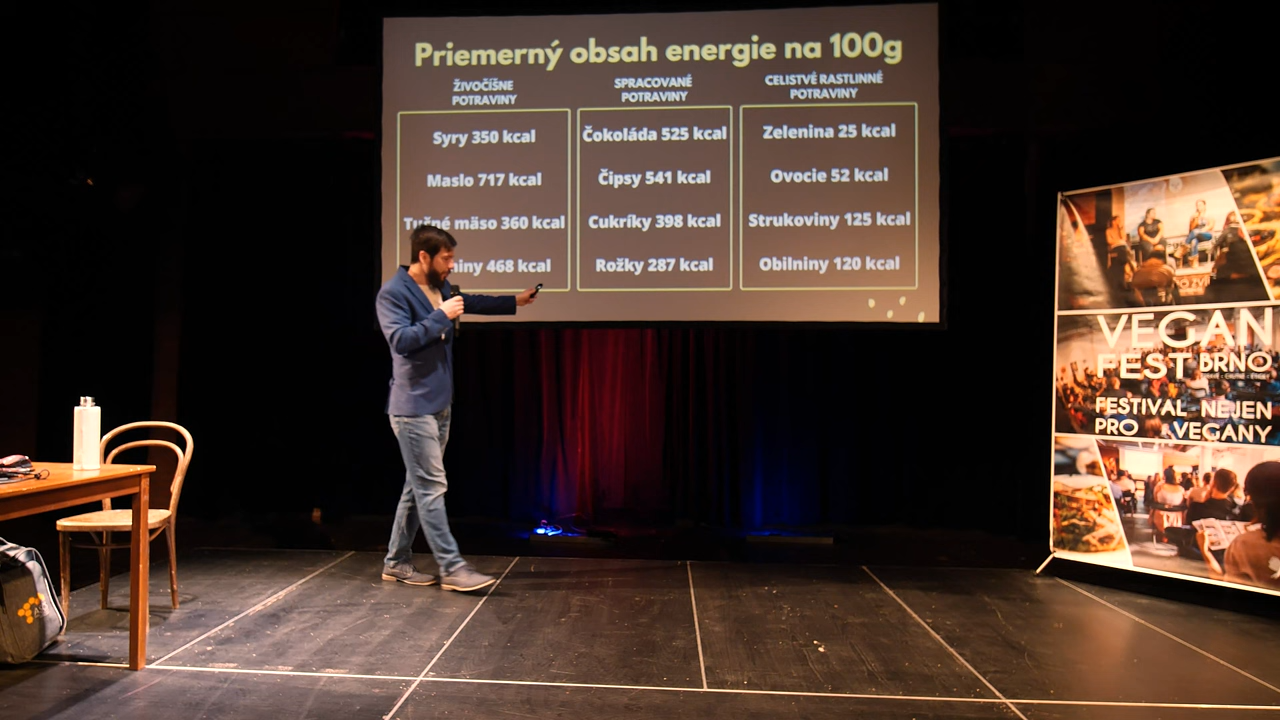 Priemerný obsah energie na 100g
ŽIVOČÍŠNE
POTRAVINY
Syry 350 kcal
Maslo 717 kcal
Tučné mäso 360 kcal
468 kcal
SPRACOVANÉ
POTRAVINY
Čokoláda 525 kcal
Čipsy 541 kcal
Cukríky 398 kcal
Rožky 287 kcal
CELISTVÉ RASTLINNÉ
POTRAVINY
Zelenina 25 kcal
Ovocie 52 kcal
Strukoviny 125 kcal
Obilniny 120 kcal
VEGAN
FEST BRNO
FESTIVAL NEJEN
PRO VEGANY